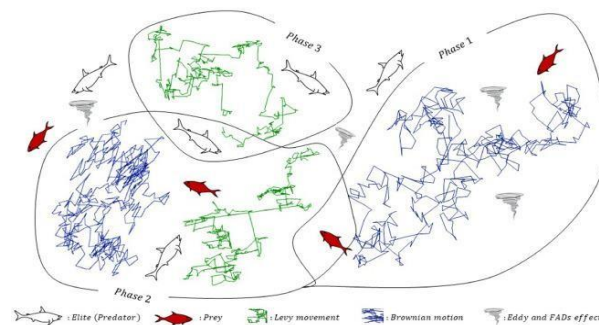 Phase 3
Phase 1
Phase 2
: Elite (Predator)
: Prey
: Levy movement
: Brownian motion
: Eddy and FADs effect